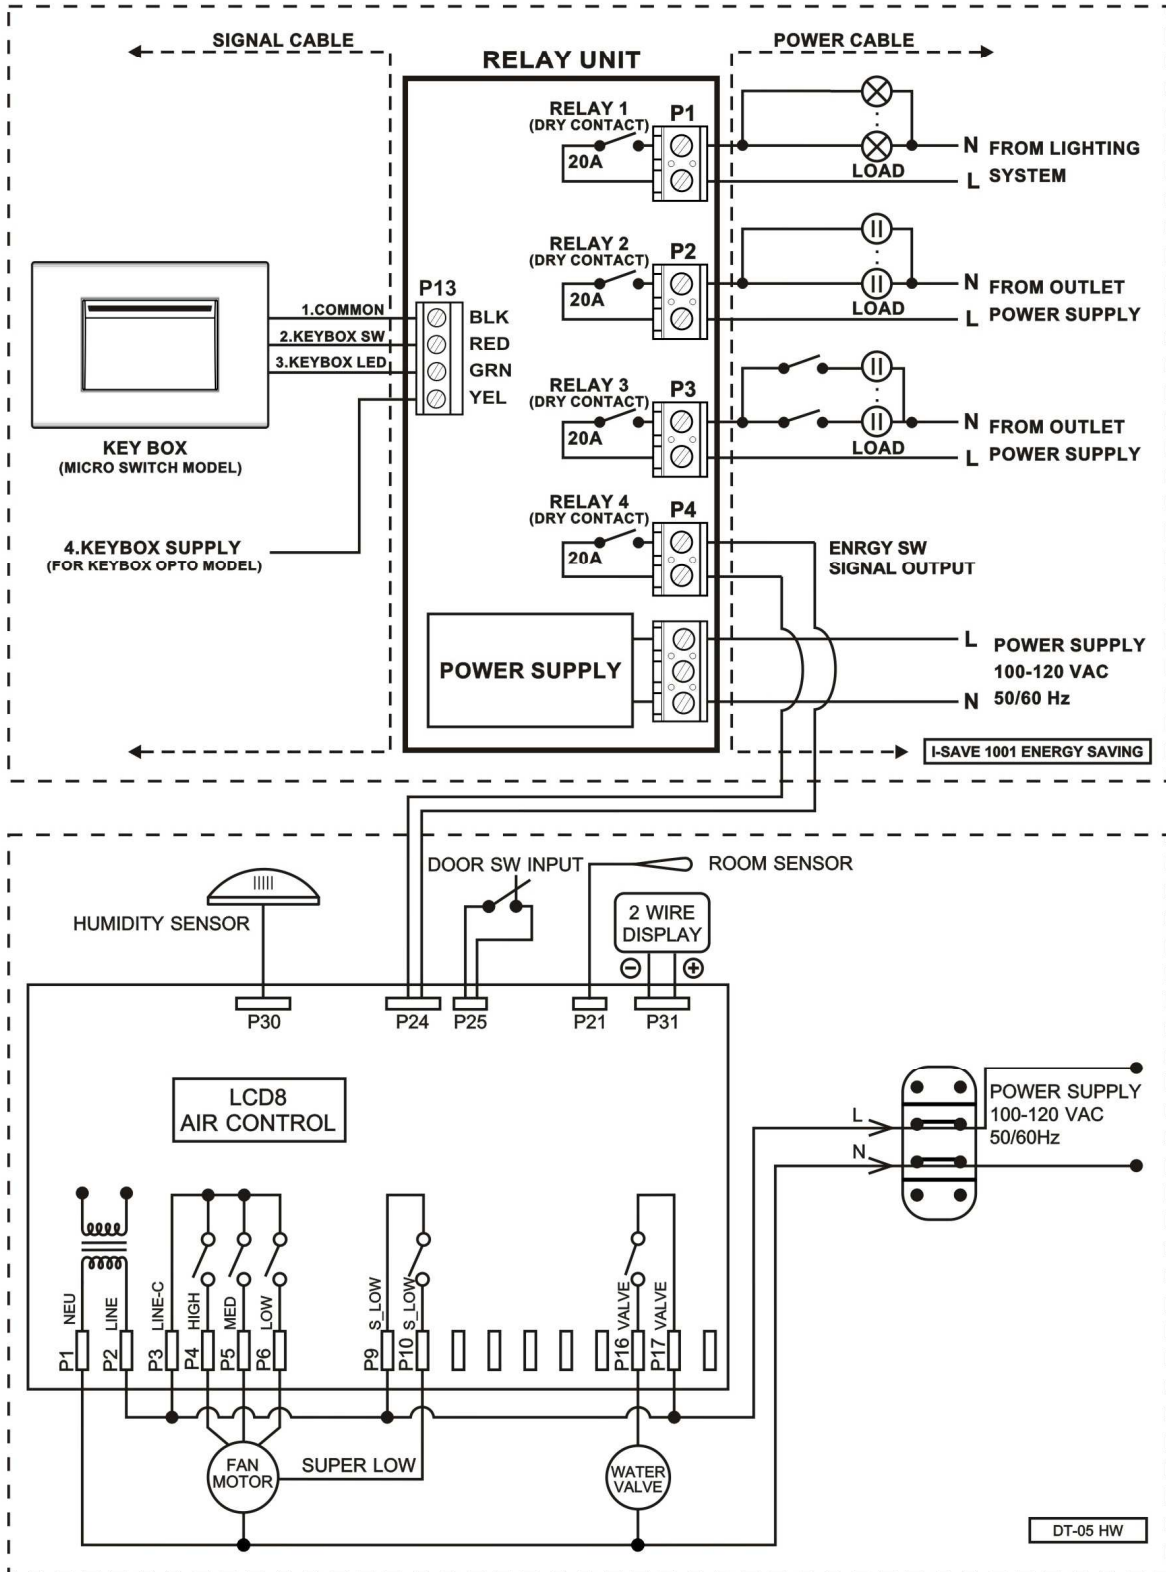 SIGNAL CABLE
POWER CABLE
RELAY UNIT
RELAY 1
(DRY CONTACT)
20A
P1
LOAD
N FROM LIGHTING
L SYSTEM
RELAY 2
(DRY CONTACT)
20A
P2
LOAD
N FROM OUTLET
L POWER SUPPLY
P13
1.COMMON
BLK
2.KEYBOX SW
RED
3.KEYBOX LED
GRN
YEL
RELAY 3
(DRY CONTACT)
20A
P3
LOAD
N FROM OUTLET
L POWER SUPPLY
KEY BOX
(MICRO SWITCH MODEL)
RELAY 4
(DRY CONTACT)
20A
P4
4.KEYBOX SUPPLY
(FOR KEYBOX OPTO MODEL)
ENRGY SW
SIGNAL OUTPUT
POWER SUPPLY
L POWER SUPPLY
100-120 VAC
N 50/60 Hz
I-SAVE 1001 ENERGY SAVING
HUMIDITY SENSOR
DOOR SW INPUT
ROOM SENSOR
2 WIRE
DISPLAY
− +
P30
P24
P25
P21
P31
LCD8
AIR CONTROL
POWER SUPPLY
100-120 VAC
50/60Hz
L
N
P1 NEU
P2 LINE
P3 LINE-C
P4 HIGH
P5 MED
P6 LOW
P9 S_LOW
P10 S_LOW
P16 VALVE
P17 VALVE
FAN
MOTOR
SUPER LOW
WATER
VALVE
DT-05 HW